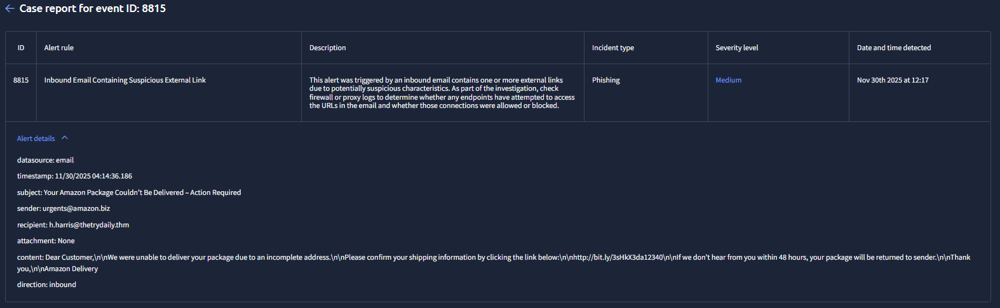 Case report for event ID: 8815
ID
Alert rule
Description
Incident type
Severity level
Date and time detected
8815
Inbound Email Containing Suspicious External Link
This alert was triggered by an inbound email contains one or more external links
due to potentially suspicious characteristics. As part of the investigation, check
firewall or proxy logs to determine whether any endpoints have attempted to access
the URLs in the email and whether those connections were allowed or blocked.
Phishing
Medium
Nov 30th 2025 at 12:17
Alert details
datasource: email
timestamp: 11/30/2025 04:14:36.186
subject: Your Amazon Package Couldn’t Be Delivered – Action Required
sender: urgents@amazon.biz
recipient: h.harris@thetrydaily.thm
attachment: None
content: Dear Customer,\n\nWe were unable to deliver your package due to an incomplete address.\n\nPlease confirm your shipping information by clicking the link below:\n\nhttp://bit.ly/3sHkX3da12340\n\nIf we don’t hear from you within 48 hours, your package will be returned to sender.\n\nThank
you,\n\nAmazon Delivery
direction: inbound